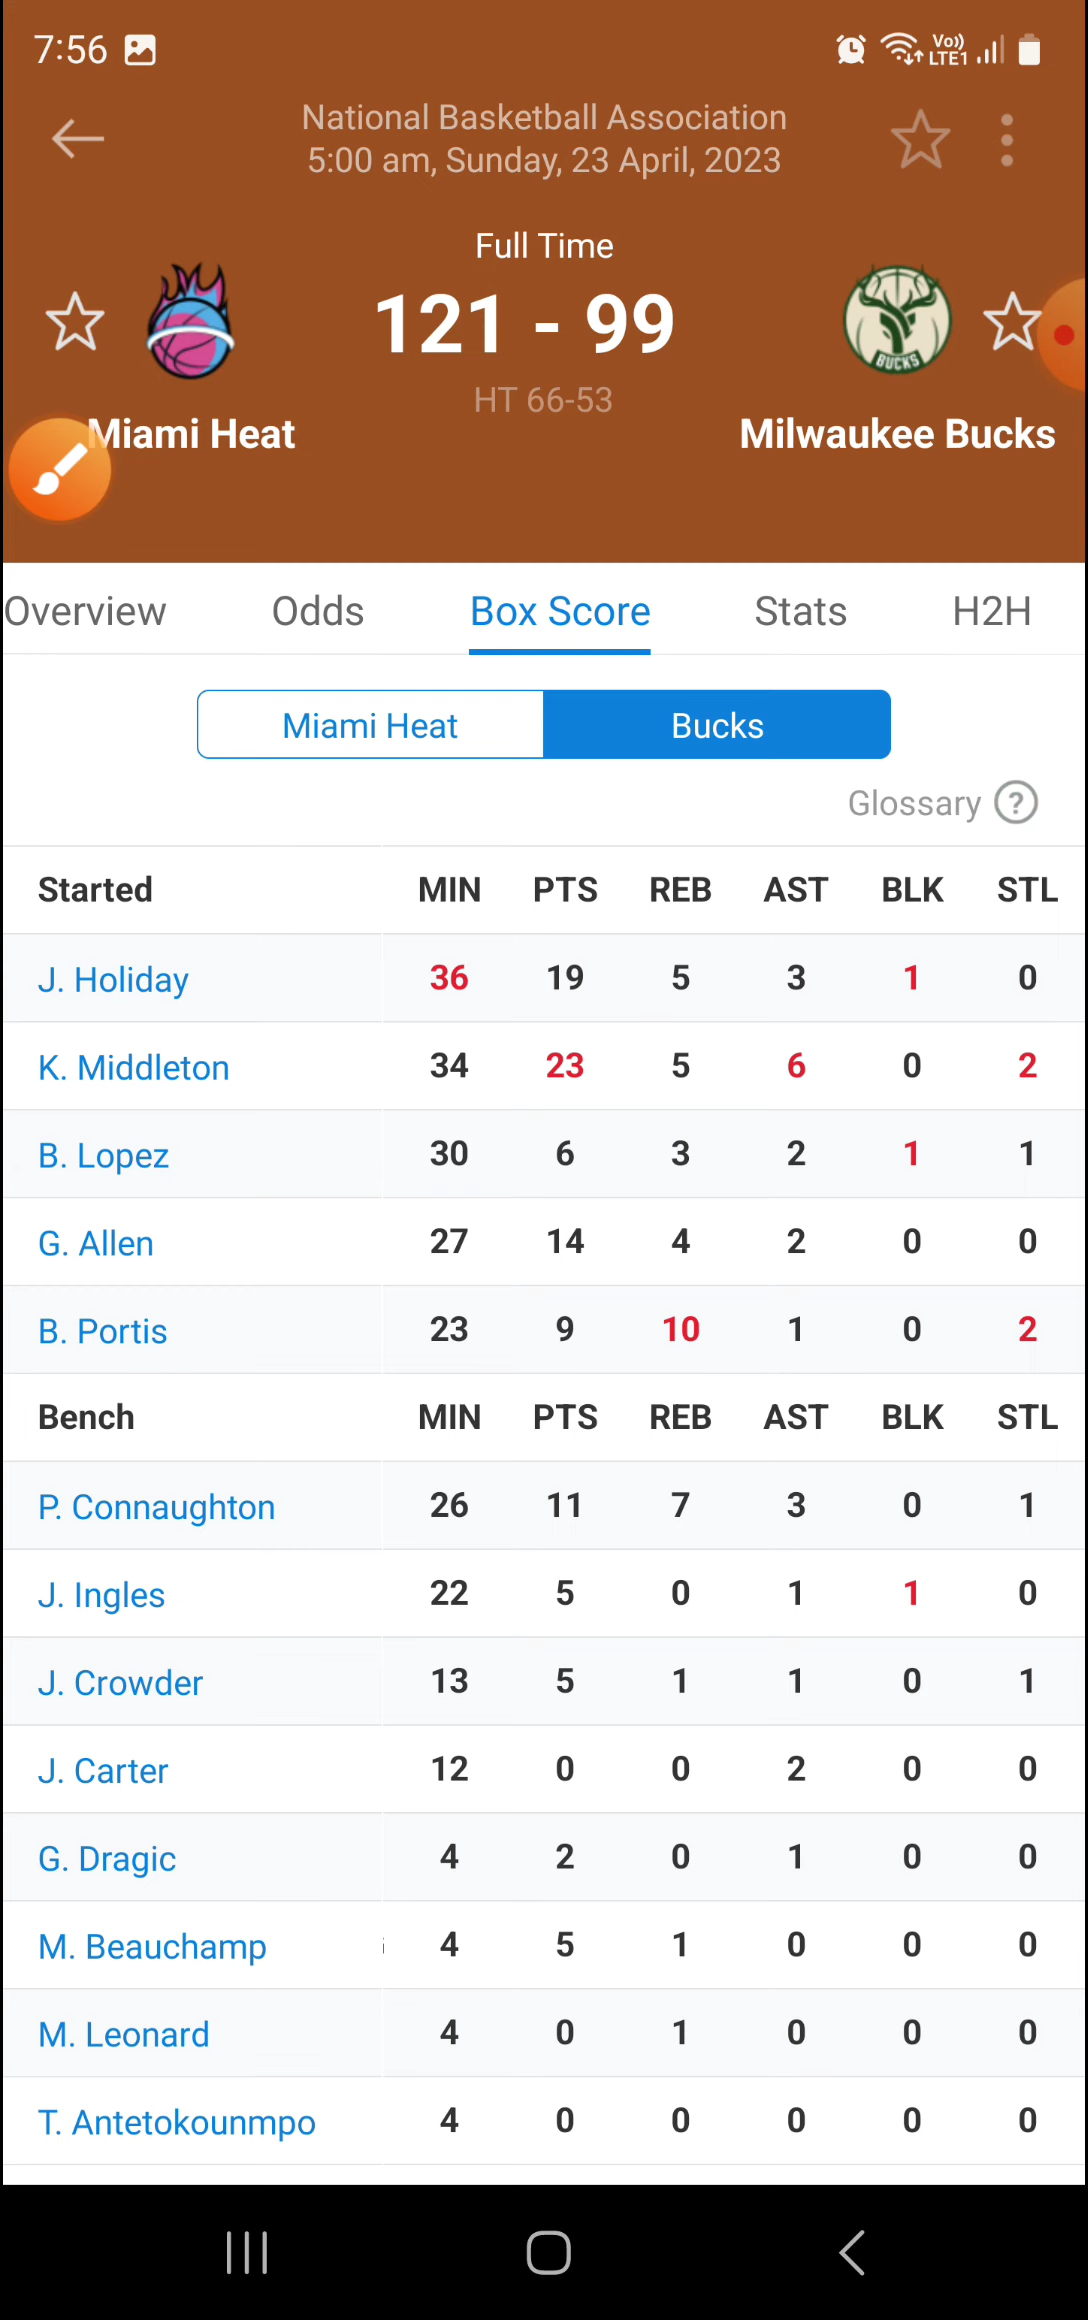 7:56 Vo)) LTE1
National Basketball Association
5:00 am, Sunday, 23 April, 2023
Full Time
121 - 99
HT 66-53
BUCKS
Miami Heat Milwaukee Bucks
Overview Odds Box Score Stats H2H
Miami Heat Bucks
Glossary ?
Started MIN PTS REB AST BLK STL
J. Holiday 36 19 5 3 1 0
K. Middleton 34 23 5 6 0 2
B. Lopez 30 6 3 2 1 1
G. Allen 27 14 4 2 0 0
B. Portis 23 9 10 1 0 2
Bench MIN PTS REB AST BLK STL
P. Connaughton 26 11 7 3 0 1
J. Ingles 22 5 0 1 1 0
J. Crowder 13 5 1 1 0 1
J. Carter 12 0 0 2 0 0
G. Dragic 4 2 0 1 0 0
M. Beauchamp 4 5 1 0 0 0
M. Leonard 4 0 1 0 0 0
T. Antetokounmpo 4 0 0 0 0 0